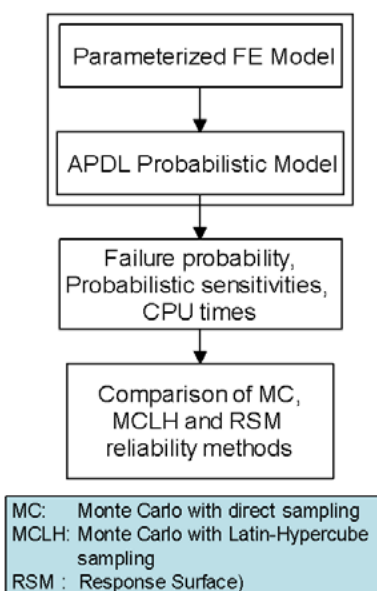 Parameterized FE Model
APDL Probabilistic Model
Failure probability,
Probabilistic sensitivities,
CPU times
Comparison of MC,
MCLH and RSM
reliability methods
MC: Monte Carlo with direct sampling
MCLH: Monte Carlo with Latin-Hypercube
sampling
RSM : Response Surface)